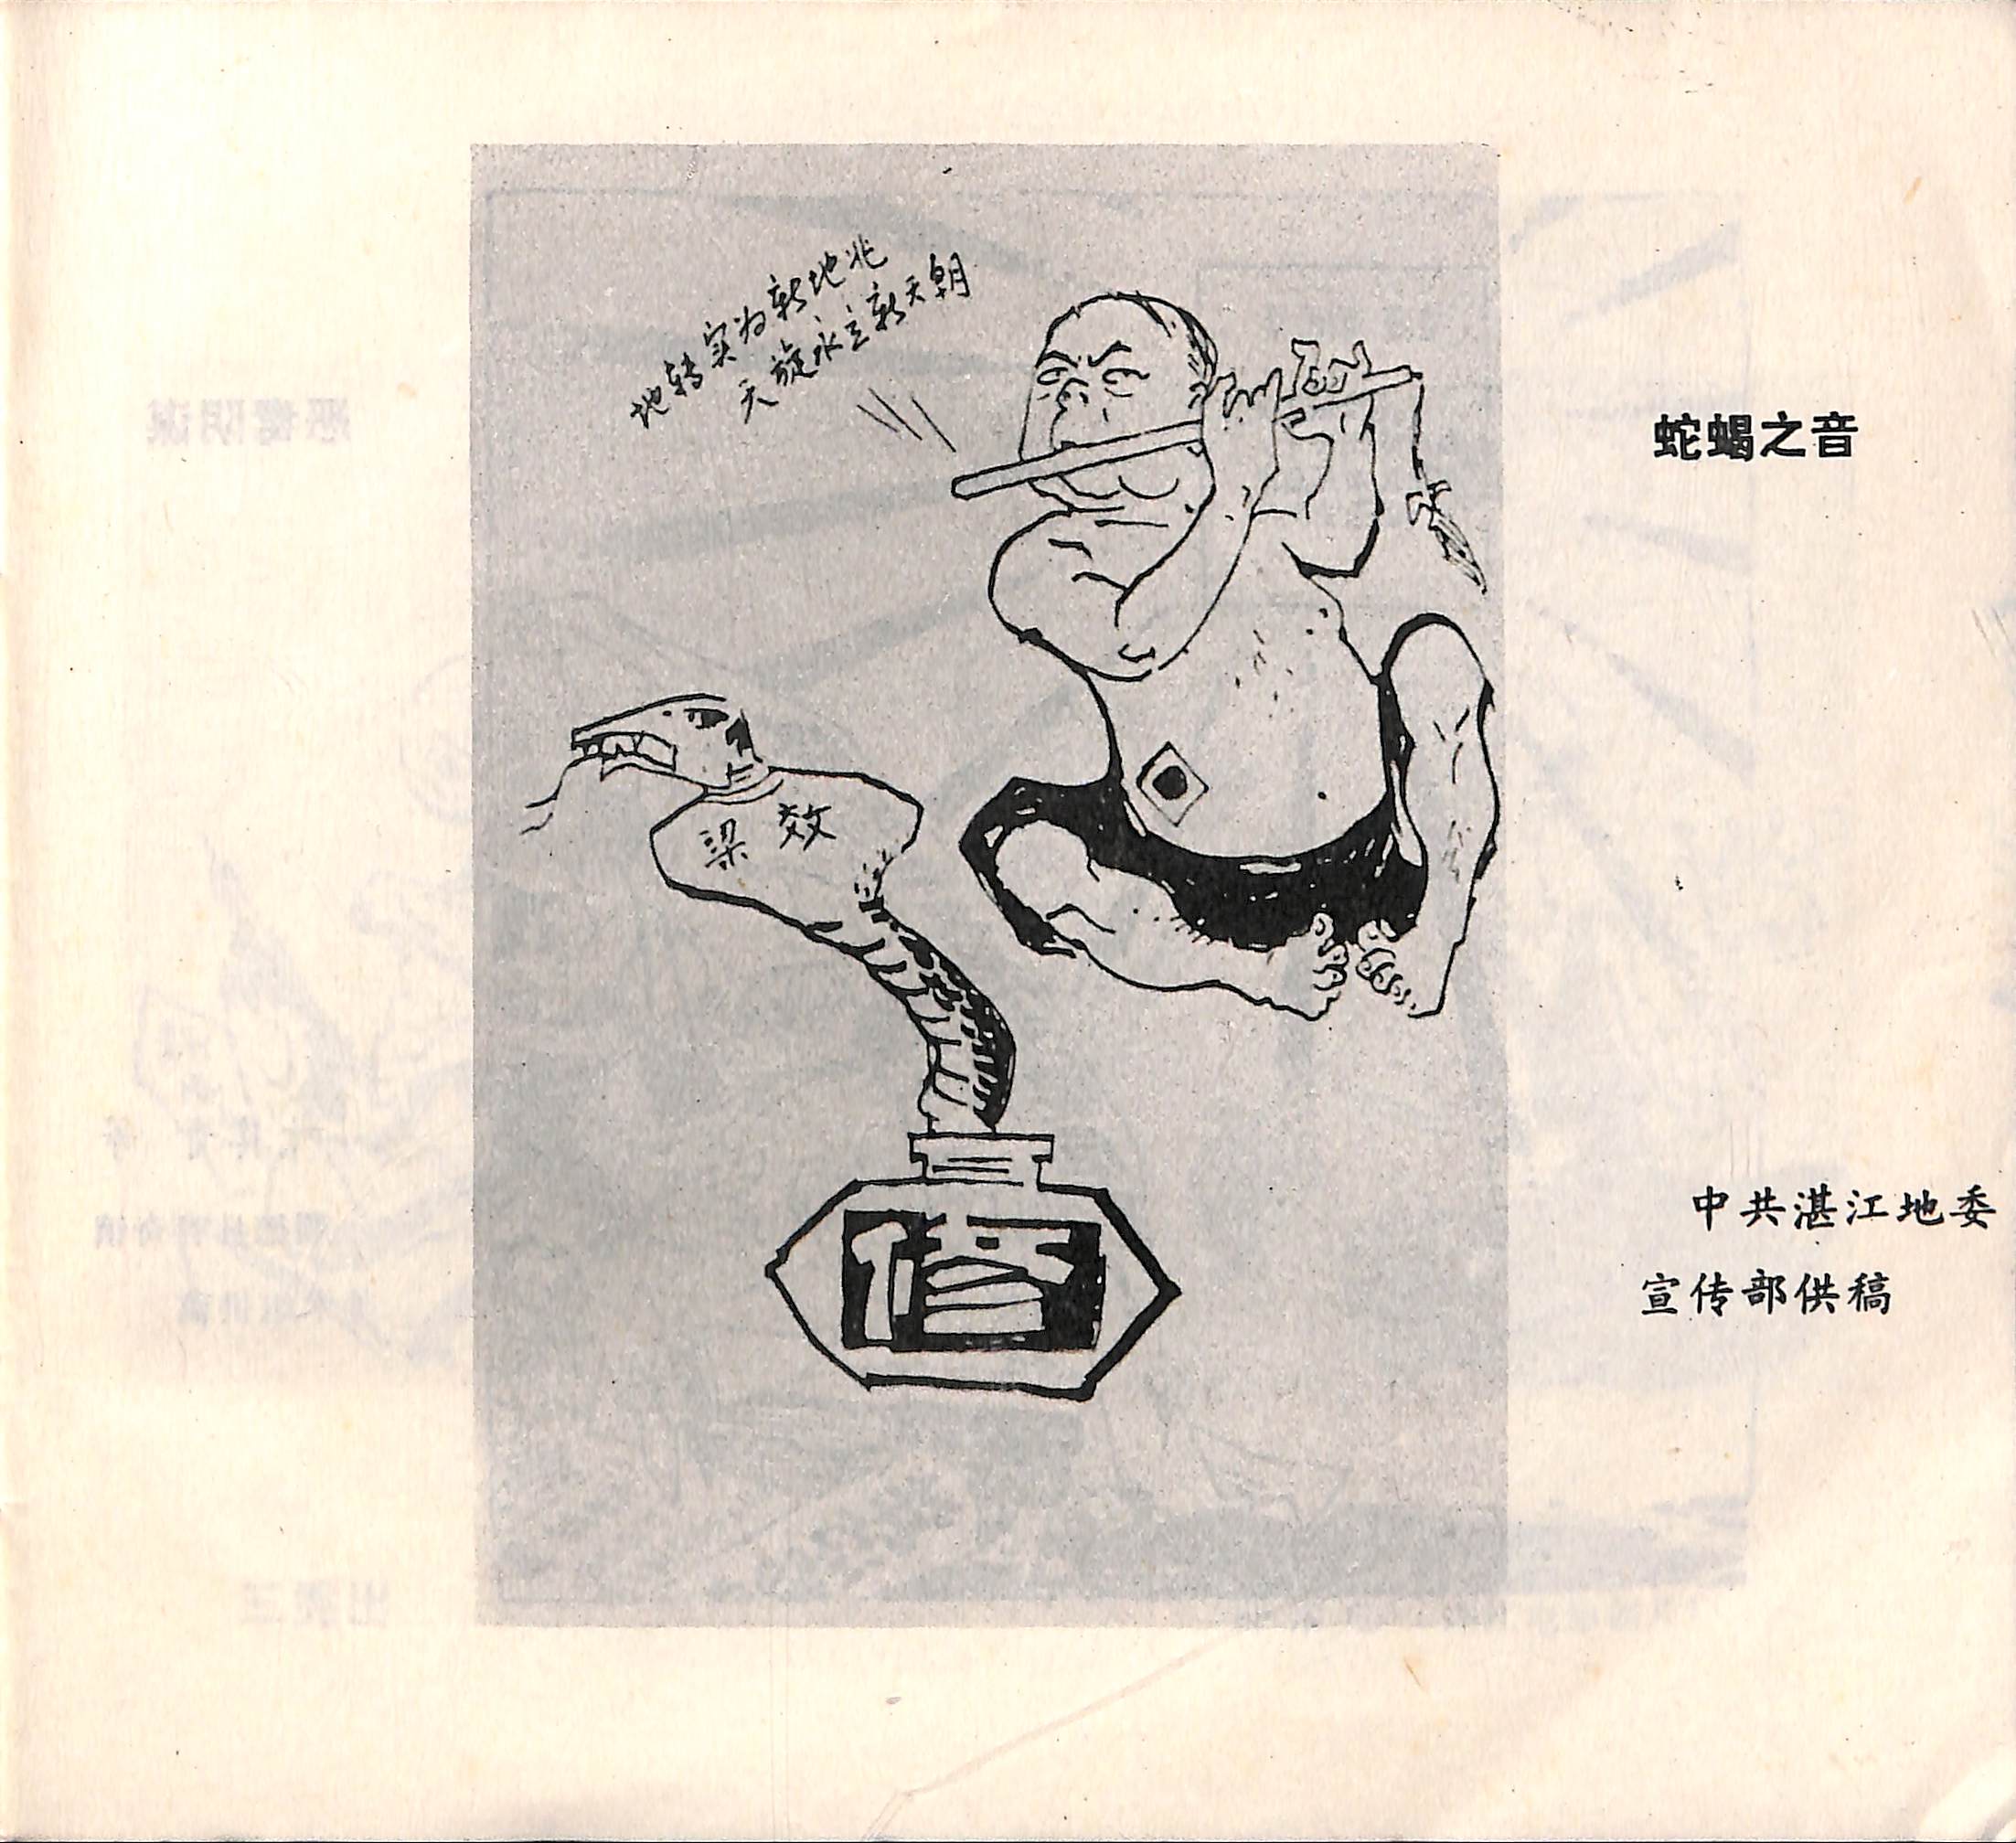 地转实为新地兆
天旋永立新天朝
梁效
修
蛇蝎之音
中共湛江地委
宣传部供稿